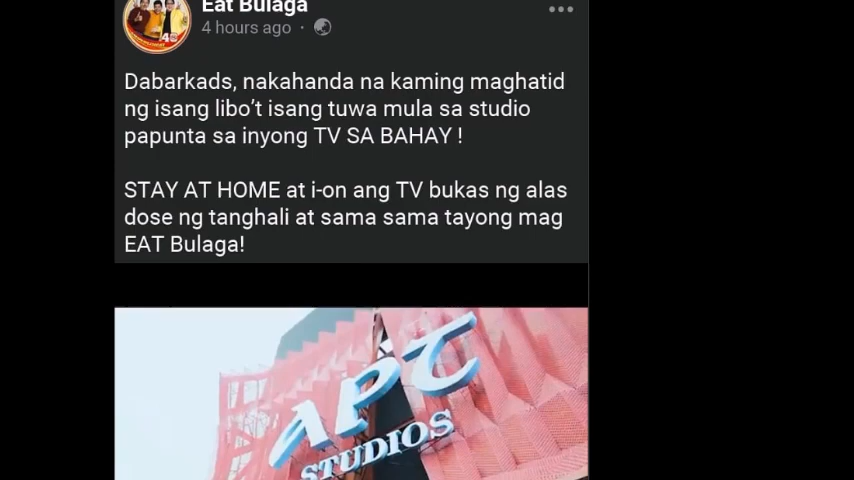 Eat Bulaga
4 hours ago ·
Dabarkads, nakahanda na kaming maghatid
ng isang libo't isang tuwa mula sa studio
papunta sa inyong TV SA BAHAY !
STAY AT HOME at i-on ang TV bukas ng alas
dose ng tanghali at sama sama tayong mag
EAT Bulaga!
APT
STUDIOS